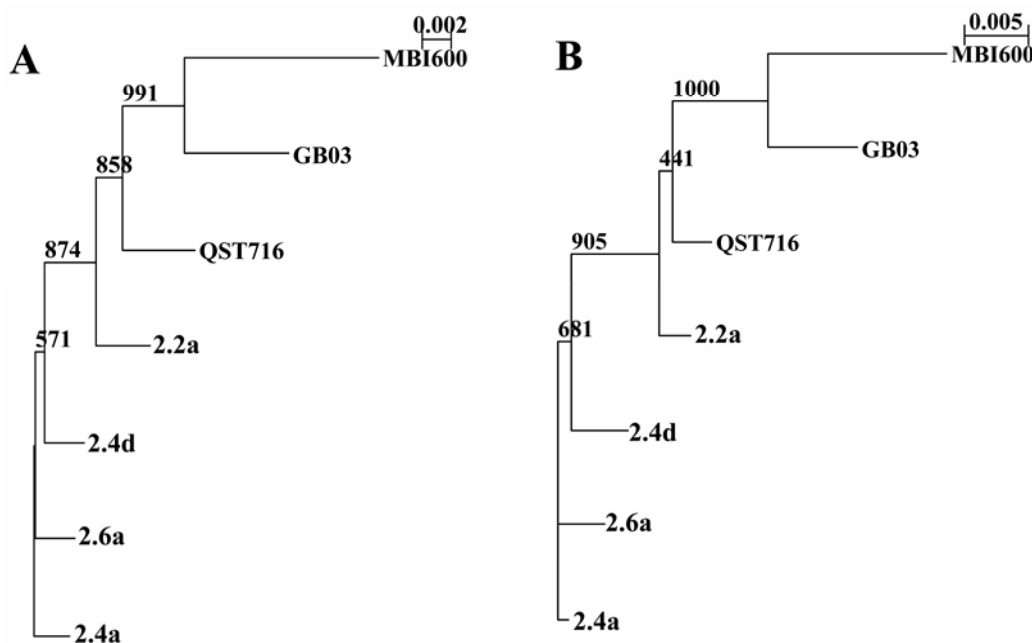 A
0.002
MBI600
991
GB03
858
QST716
874
2.2a
571
2.4d
2.6a
2.4a
B
0.005
MBI600
1000
GB03
441
QST716
905
2.2a
681
2.4d
2.6a
2.4a